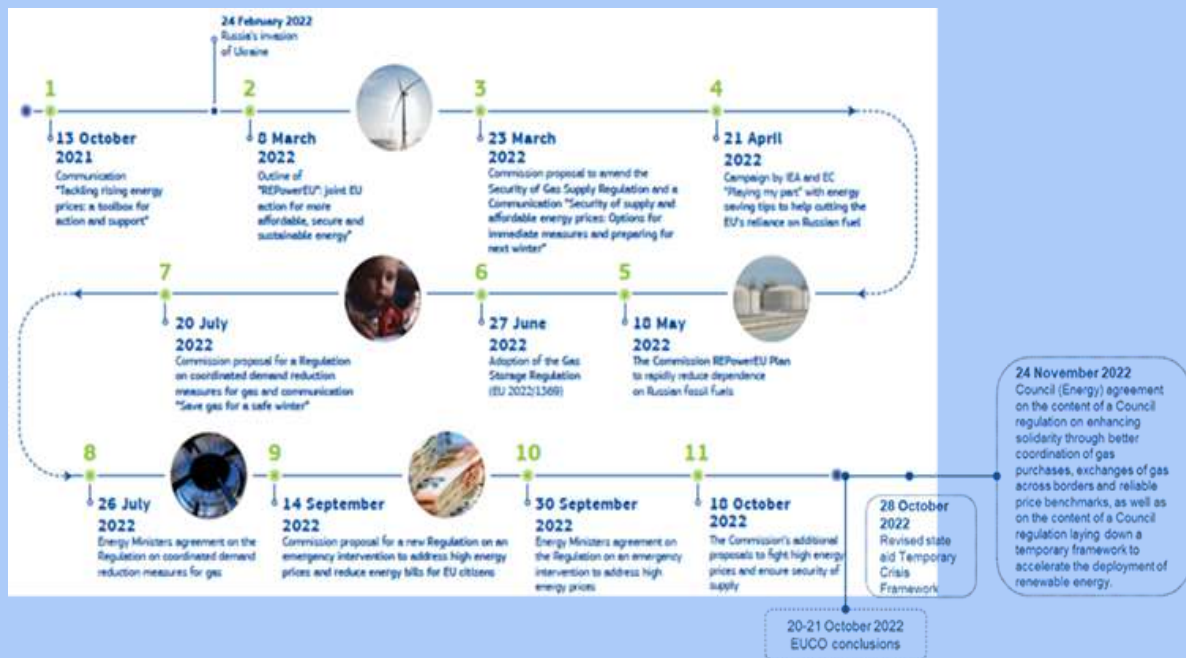 24 February 2022
Russia's invasion
of Ukraine
1
13 October
2021
Communication
"Tackling rising energy
prices: a toolbox for
action and support"
2
8 March
2022
Outline of
"REPowerEU": joint EU
action for more
affordable, secure and
sustainable energy"
3
23 March
2022
Commission proposal to amend the
Security of Gas Supply Regulation and a
Communication "Security of supply and
affordable energy prices: Options for
immediate measures and preparing for
next winter"
4
21 April
2022
Campaign by IEA and EC
"Playing my part" with energy
saving tips to help cutting the
EU's reliance on Russian fuel
5
18 May
2022
The Commission REPowerEU Plan
to rapidly reduce dependence
on Russian fossil fuels
6
27 June
2022
Adoption of the Gas
Storage Regulation
(EU 2022/1369)
7
20 July
2022
Commission proposal for a Regulation
on coordinated demand reduction
measures for gas and communication
"Save gas for a safe winter"
8
26 July
2022
Energy Ministers agreement on the
Regulation on coordinated demand
reduction measures for gas
9
14 September
2022
Commission proposal for a new Regulation on an
emergency intervention to address high energy
prices and reduce energy bills for EU citizens
10
30 September
2022
Energy Ministers agreement on
the Regulation on an emergency
intervention to address high
energy prices
11
18 October
2022
The Commission's additional
proposals to fight high energy
prices and ensure security of
supply
20-21 October 2022
EUCO conclusions
28 October
2022
Revised state
aid Temporary
Crisis
Framework
24 November 2022
Council (Energy) agreement
on the content of a Council
regulation on enhancing
solidarity through better
coordination of gas
purchases, exchanges of gas
across borders and reliable
price benchmarks, as well as
on the content of a Council
regulation laying down a
temporary framework to
accelerate the deployment of
renewable energy.